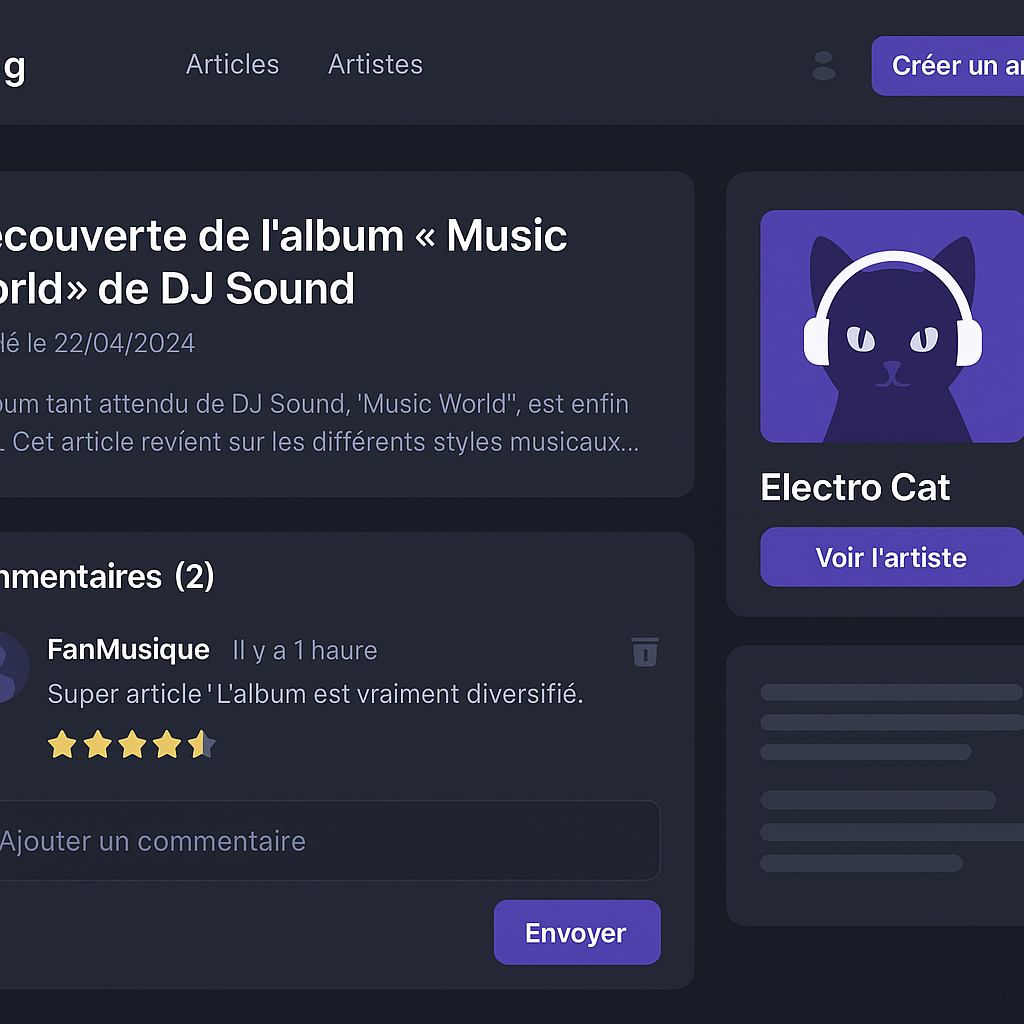 g
Articles
Artistes
Créer un ar
écouverte de l'album « Music
orld» de DJ Sound
lé le 22/04/2024
bum tant attendu de DJ Sound, 'Music World", est enfin
. Cet article revíent sur les différents styles musicaux...
Electro Cat
Voir l'artiste
mmentaires (2)
FanMusique Il y a 1 heure
Super article ' L'album est vraiment diversifié.
Ajouter un commentaire
Envoyer